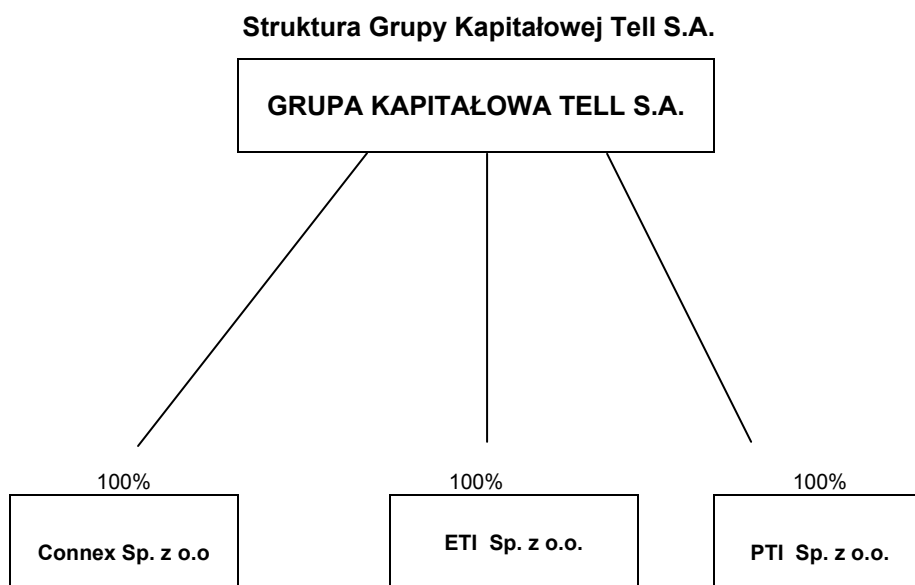 Struktura Grupy Kapitałowej Tell S.A.
GRUPA KAPITAŁOWA TELL S.A.
100% 100% 100%
Connex Sp. z o.o ETI Sp. z o.o. PTI Sp. z o.o.